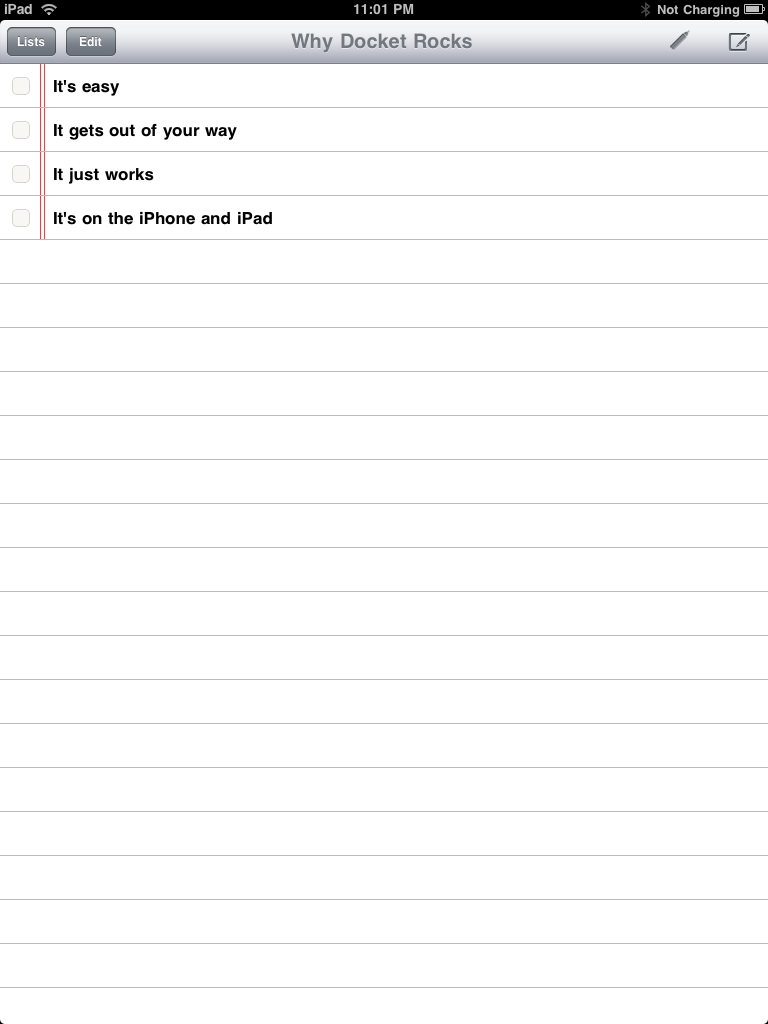 iPad 11:01 PM Not Charging
Lists Edit Why Docket Rocks
It's easy
It gets out of your way
It just works
It's on the iPhone and iPad